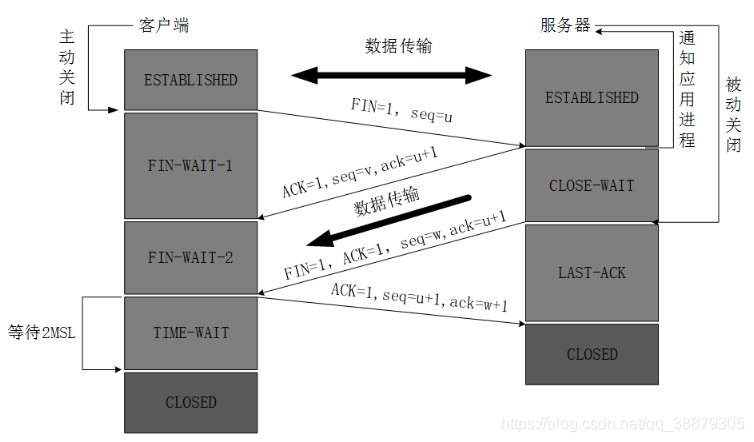 客户端
服务器
主动关闭
数据传输
通知应用进程
被动关闭
ESTABLISHED
ESTABLISHED
FIN=1, seq=u
FIN-WAIT-1
ACK=1,seq=v,ack=u+1
CLOSE-WAIT
数据传输
FIN-WAIT-2
FIN=1, ACK=1, seq=w,ack=u+1
LAST-ACK
ACK=1,seq=u+1,ack=w+1
等待2MSL
TIME-WAIT
CLOSED
CLOSED
https://blog.csdn.net/qq_38879305